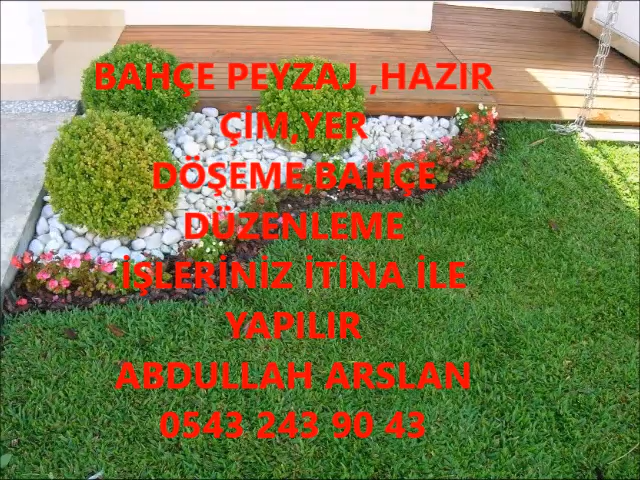 BAHÇE PEYZAJ ,HAZIR
ÇİM,YER
DÖŞEME,BAHÇE
DÜZENLEME
İŞLERİNİZ İTİNA İLE
YAPILIR
ABDULLAH ARSLAN
0543 243 90 43